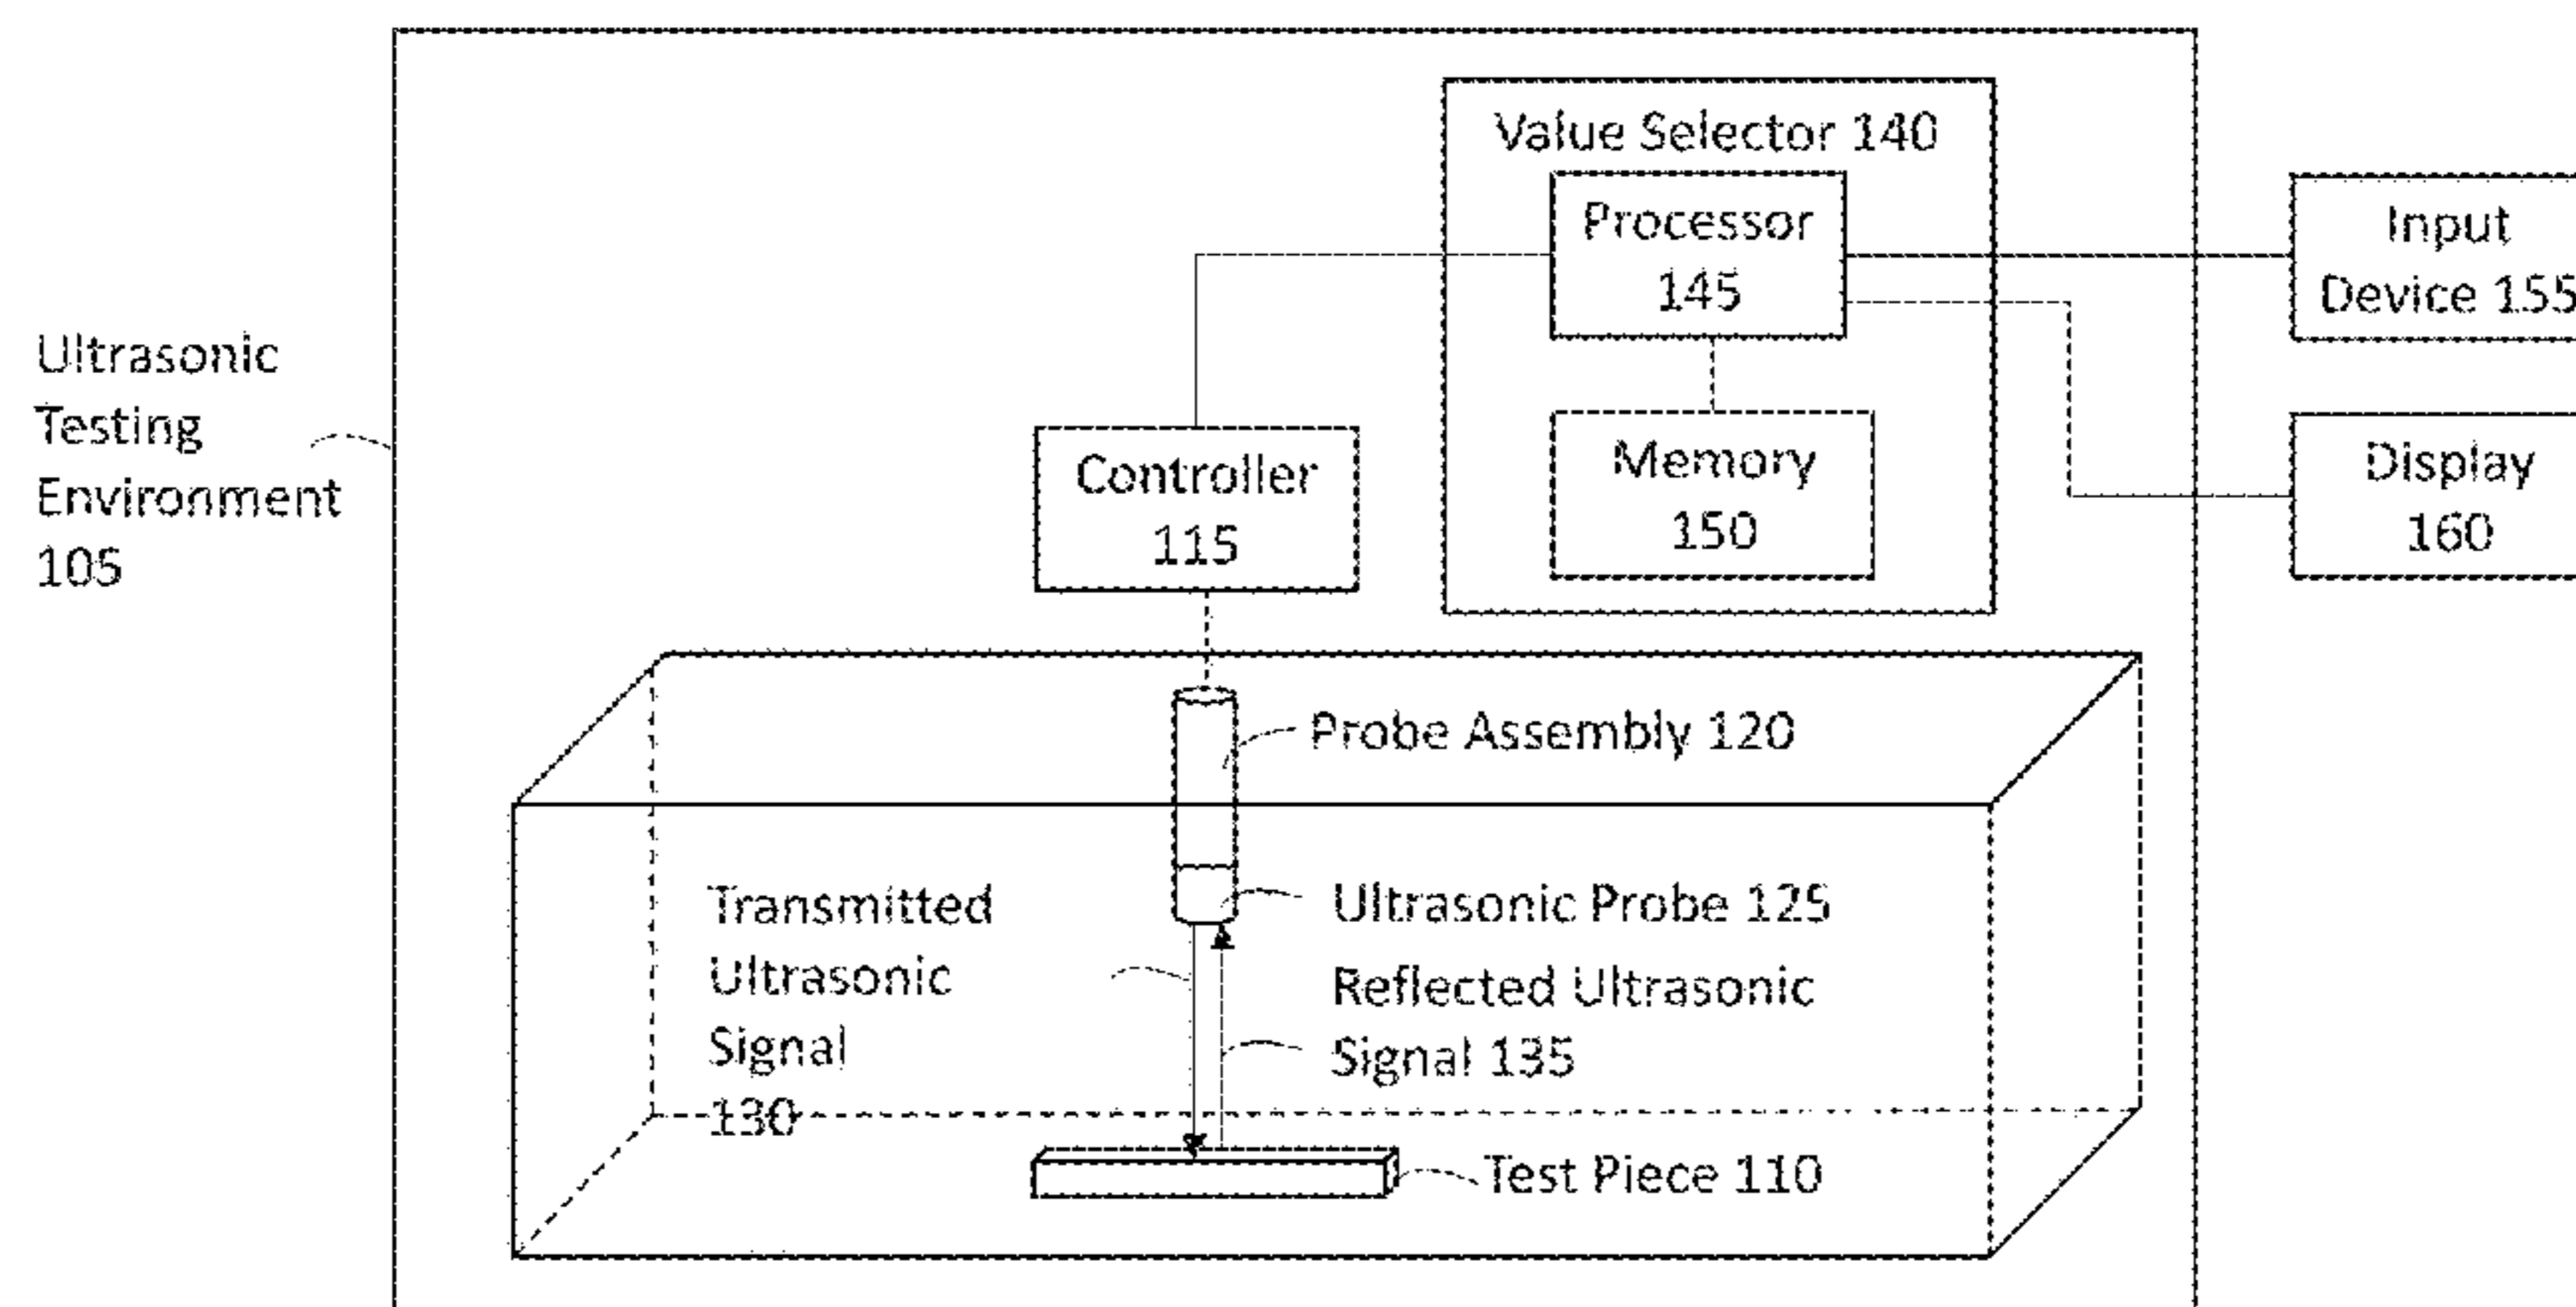 Value Selector 140
Processor
145
Input
Device 155
Ultrasonic
Testing
Environment
105
Controller
115
Memory
150
Display
160
Probe Assembly 120
Transmitted
Ultrasonic
Signal
130
Ultrasonic Probe 125
Reflected Ultrasonic
Signal 135
Test Piece 110